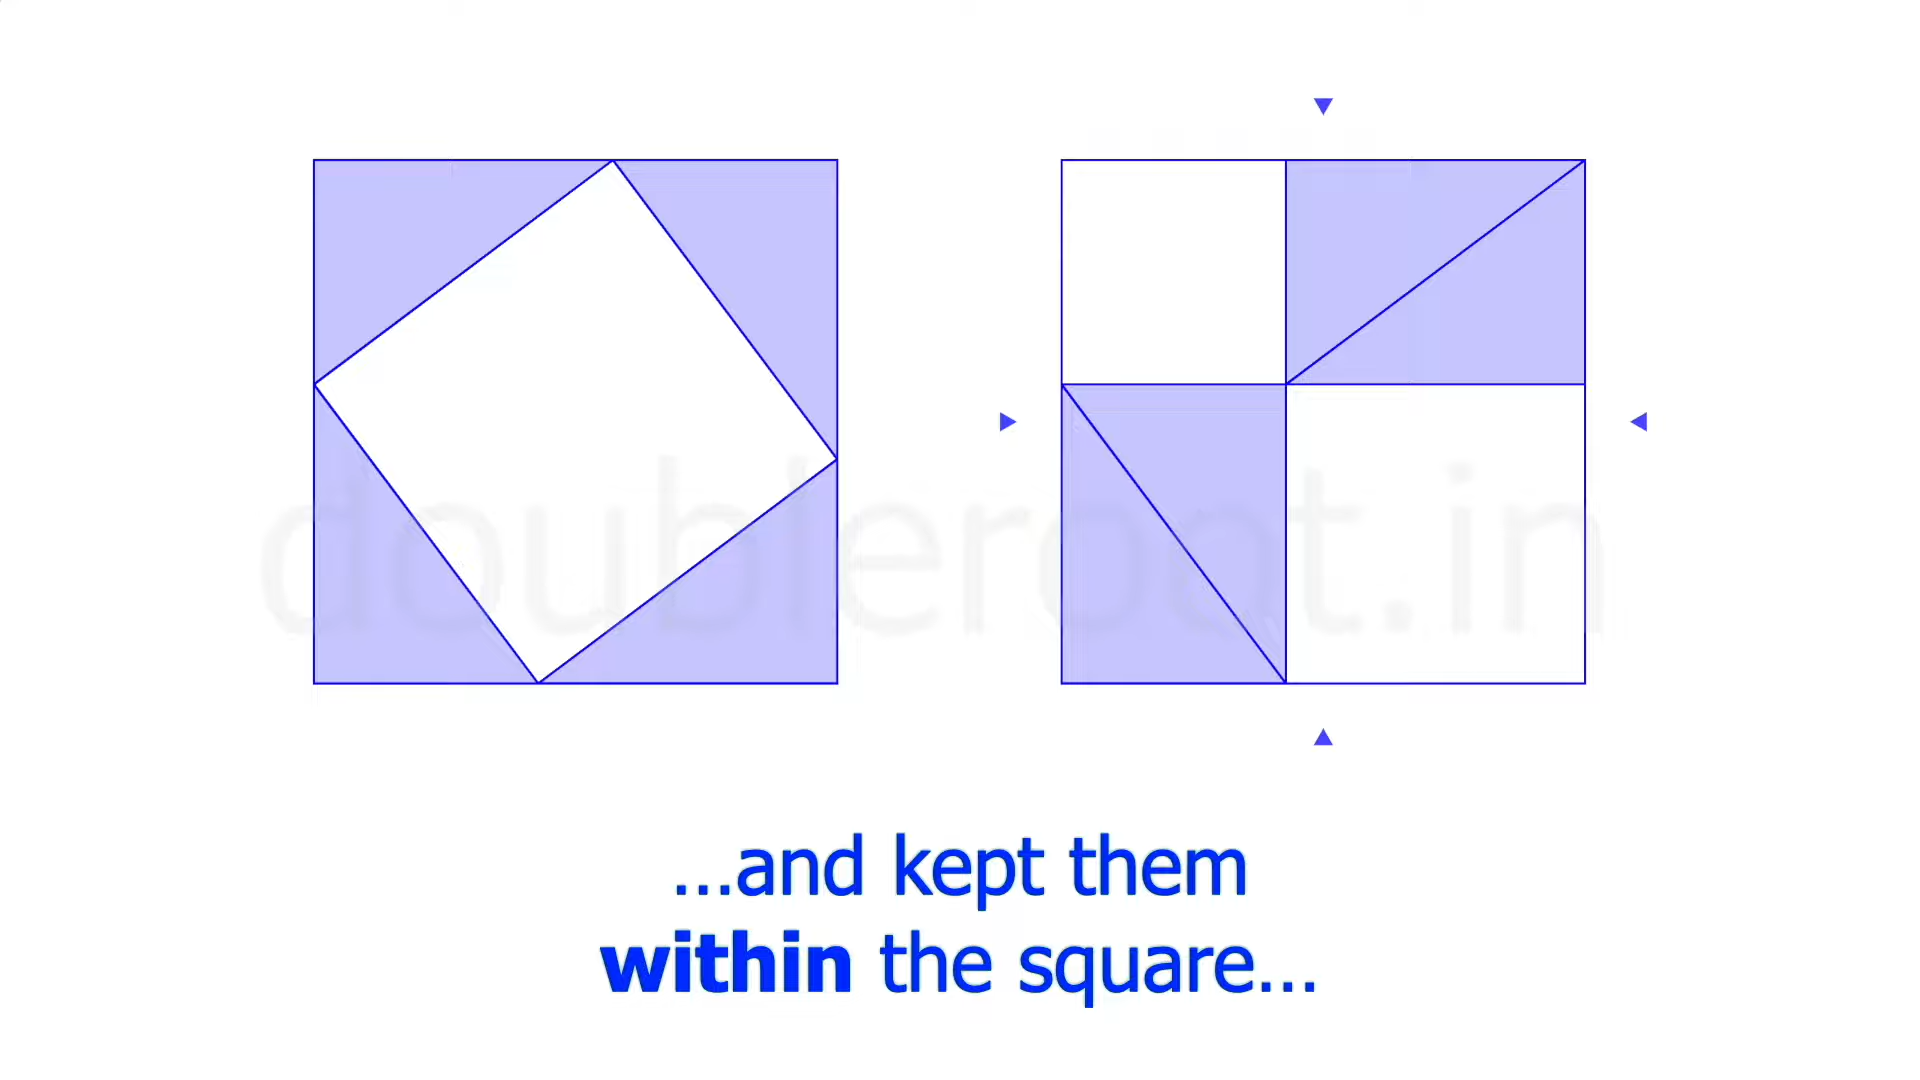 doubleroot.in
...and kept them
within the square...